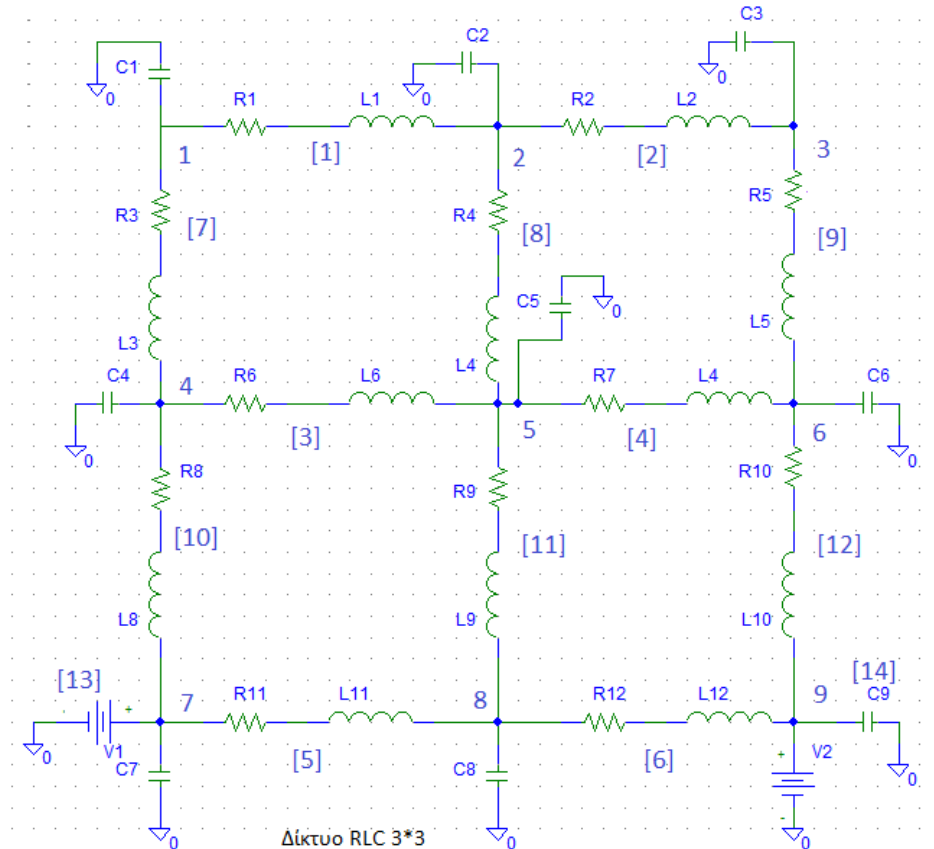 C3
C2
C1
0
0
0
R1
L1
R2
L2
1
[1]
2
[2]
3
R3
[7]
R4
[8]
R5
[9]
C5
0
L3
L4
L5
C4
4
R6
L6
R7
L4
C6
0
[3]
5
[4]
6
0
R8
R9
R10
[10]
[11]
[12]
L8
L9
L10
[13]
7
R11
L11
8
R12
L12
9
[14]
C9
- +
0
V1
[5]
[6]
+
V2
0
C7
C8
-
0
0
0
Δίκτυο RLC 3*3